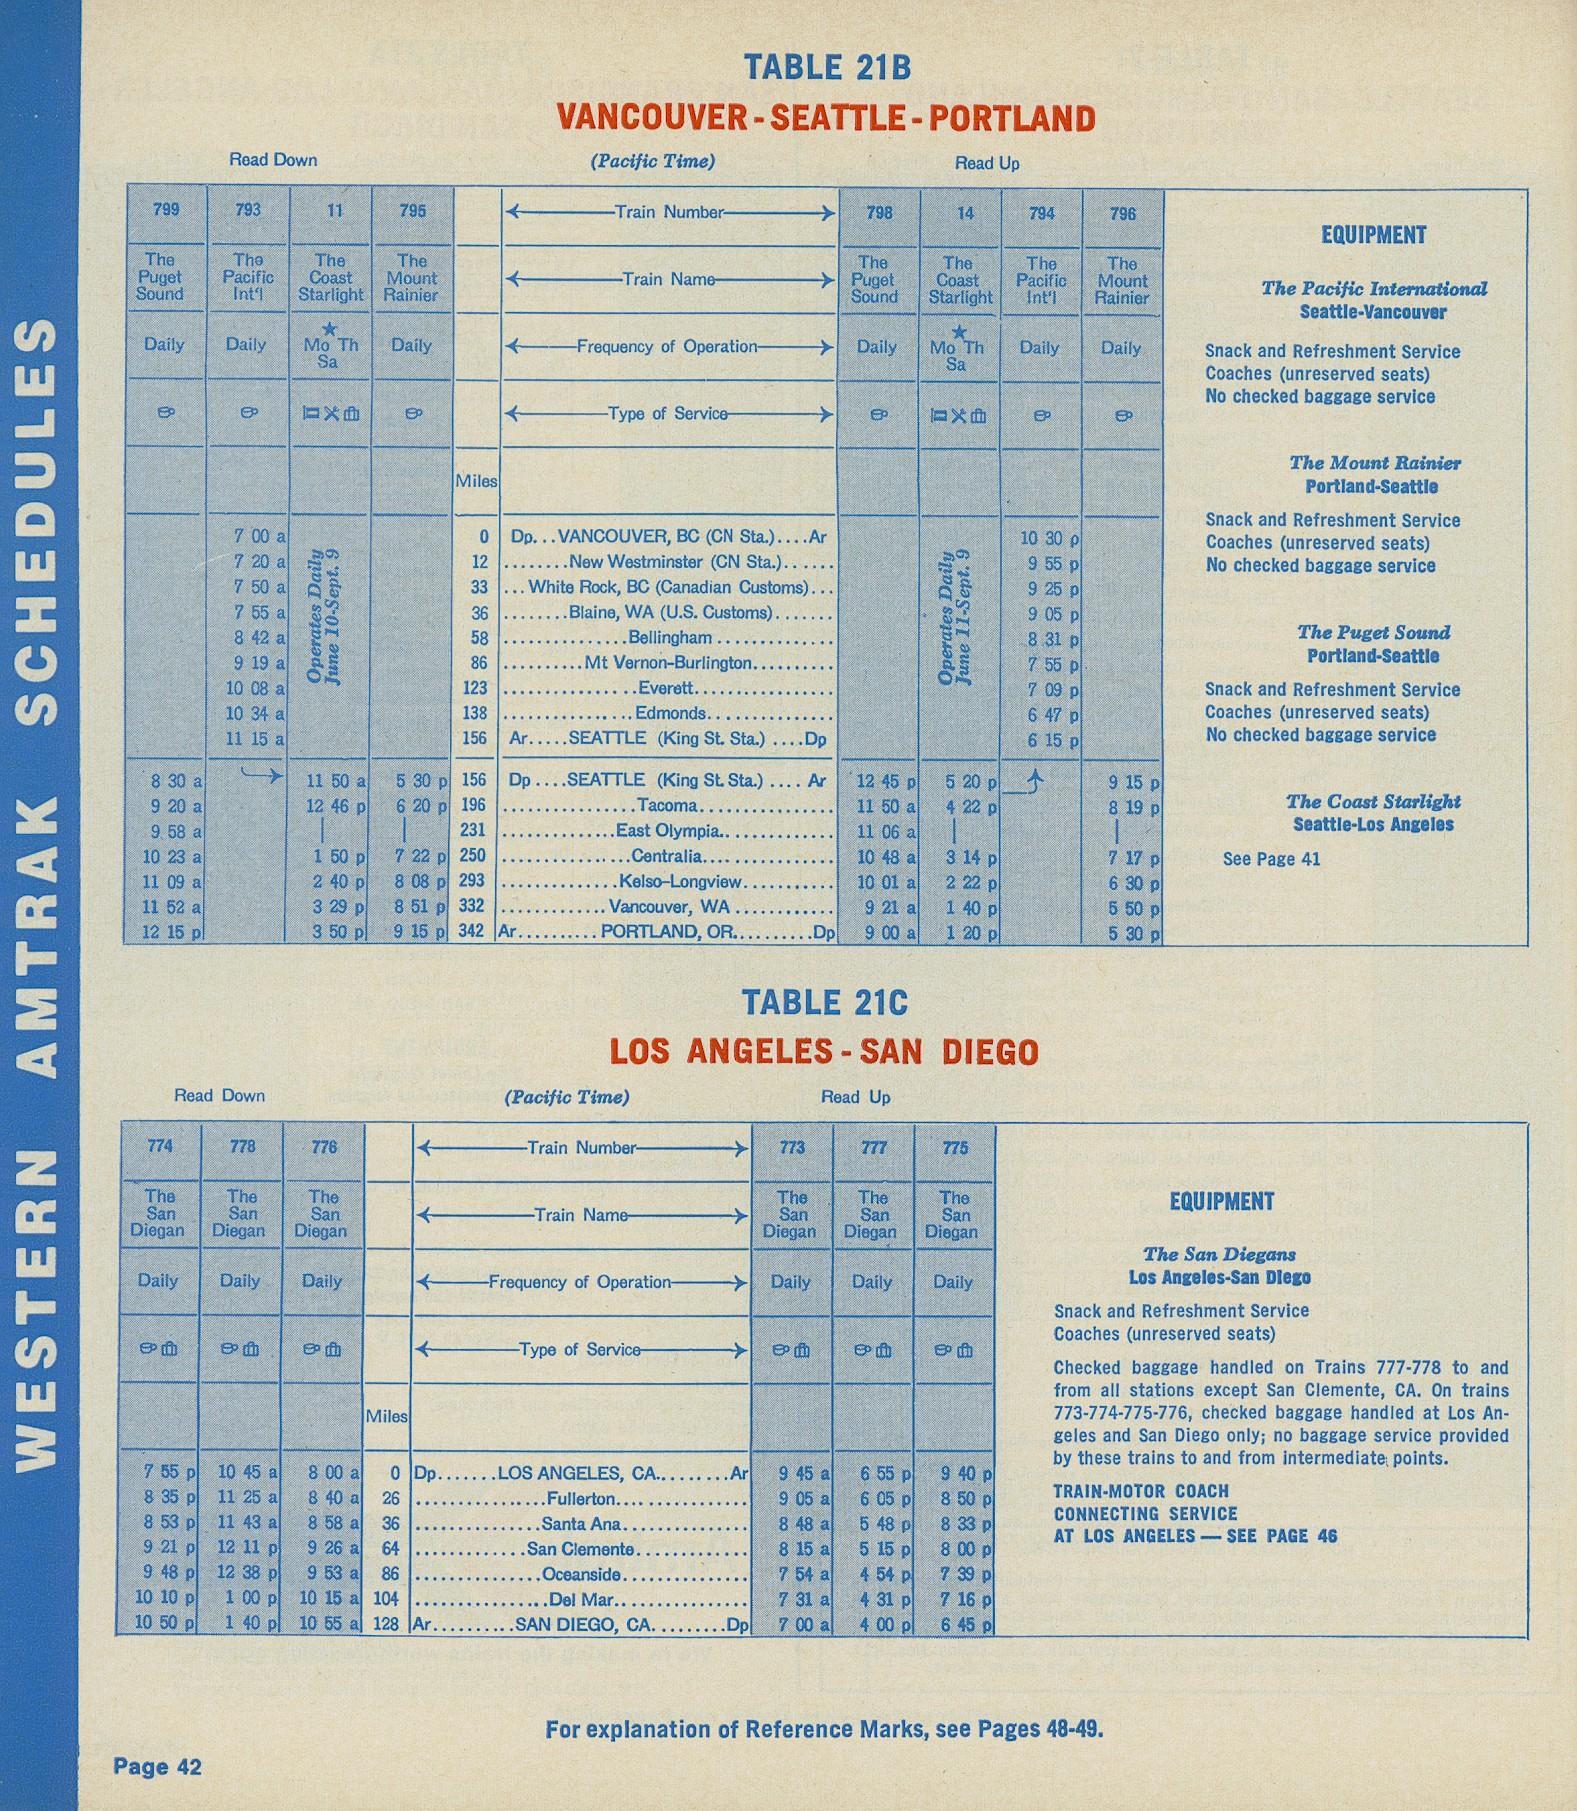 WESTERN AMTRAK SCHEDULES
TABLE 21B
VANCOUVER - SEATTLE - PORTLAND
Read Down (Pacific Time) Read Up
799 793 11 795 Train Number 798 14 794 796
The Puget Sound The Pacific Int'l The Coast Starlight The Mount Rainier Train Name The Puget Sound The Coast Starlight The Pacific Int'l The Mount Rainier
Daily Daily ★ Mo Th Sa Daily Frequency of Operation Daily ★ Mo Th Sa Daily Daily
Type of Service
Miles
Operates Daily June 10-Sept. 9
Operates Daily June 11-Sept. 9
7 00 a 0 Dp...VANCOUVER, BC (CN Sta.)....Ar 10 30 p
7 20 a 12 ........New Westminster (CN Sta.)...... 9 55 p
7 50 a 33 ...White Rock, BC (Canadian Customs)... 9 25 p
7 55 a 36 ........Blaine, WA (U.S. Customs)....... 9 05 p
8 42 a 58 ...............Bellingham.............. 8 31 p
9 19 a 86 ..........Mt Vernon-Burlington.......... 7 55 p
10 08 a 123 ................Everett................. 7 09 p
10 34 a 138 ................Edmonds............... 6 47 p
11 15 a 156 Ar.....SEATTLE (King St. Sta.) ....Dp 6 15 p
8 30 a 11 50 a 5 30 p 156 Dp....SEATTLE (King St. Sta.) .... Ar 12 45 p 5 20 p 9 15 p
9 20 a 12 46 p 6 20 p 196 ................Tacoma................ 11 50 a 4 22 p 8 19 p
9 58 a | | 231 ..............East Olympia.............. 11 06 a | |
10 23 a 1 50 p 7 22 p 250 ...............Centralia............... 10 48 a 3 14 p 7 17 p
11 09 a 2 40 p 8 08 p 293 ..............Kelso-Longview........... 10 01 a 2 22 p 6 30 p
11 52 a 3 29 p 8 51 p 332 ............. Vancouver, WA ............ 9 21 a 1 40 p 5 50 p
12 15 p 3 50 p 9 15 p 342 Ar..........PORTLAND, OR..........Dp 9 00 a 1 20 p 5 30 p
EQUIPMENT
The Pacific International
Seattle-Vancouver
Snack and Refreshment Service
Coaches (unreserved seats)
No checked baggage service
The Mount Rainier
Portland-Seattle
Snack and Refreshment Service
Coaches (unreserved seats)
No checked baggage service
The Puget Sound
Portland-Seattle
Snack and Refreshment Service
Coaches (unreserved seats)
No checked baggage service
The Coast Starlight
Seattle-Los Angeles
See Page 41
TABLE 21C
LOS ANGELES - SAN DIEGO
Read Down (Pacific Time) Read Up
774 778 776 Train Number 773 777 775
The San Diegan The San Diegan The San Diegan Train Name The San Diegan The San Diegan The San Diegan
Daily Daily Daily Frequency of Operation Daily Daily Daily
Type of Service
Miles
7 55 p 10 45 a 8 00 a 0 Dp.......LOS ANGELES, CA.........Ar 9 45 a 6 55 p 9 40 p
8 35 p 11 25 a 8 40 a 26 ................Fullerton................ 9 05 a 6 05 p 8 50 p
8 53 p 11 43 a 8 58 a 36 ................Santa Ana................ 8 48 a 5 48 p 8 33 p
9 21 p 12 11 p 9 26 a 64 .............San Clemente............. 8 15 a 5 15 p 8 00 p
9 48 p 12 38 p 9 53 a 86 ................Oceanside................ 7 54 a 4 54 p 7 39 p
10 10 p 1 00 p 10 15 a 104 ................Del Mar................. 7 31 a 4 31 p 7 16 p
10 50 p 1 40 p 10 55 a 128 Ar..........SAN DIEGO, CA.........Dp 7 00 a 4 00 p 6 45 p
EQUIPMENT
The San Diegans
Los Angeles-San Diego
Snack and Refreshment Service
Coaches (unreserved seats)
Checked baggage handled on Trains 777-778 to and
from all stations except San Clemente, CA. On trains
773-774-775-776, checked baggage handled at Los An-
geles and San Diego only; no baggage service provided
by these trains to and from intermediate points.
TRAIN-MOTOR COACH
CONNECTING SERVICE
AT LOS ANGELES — SEE PAGE 46
For explanation of Reference Marks, see Pages 48-49.
Page 42